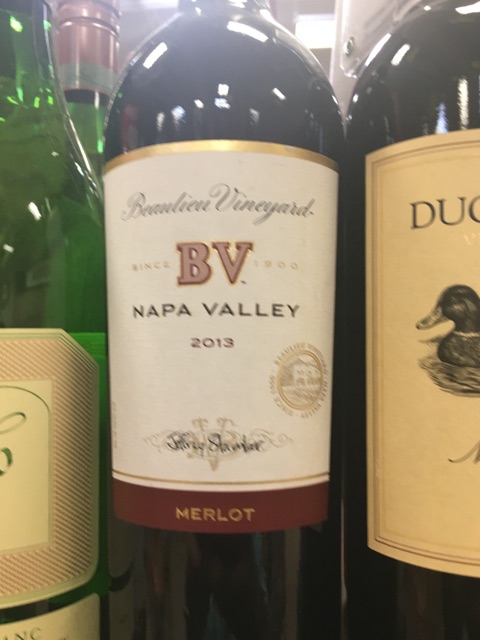 Beaulieu Vineyard
SINCE BV 1900
NAPA VALLEY
2013
MERLOT
DUC